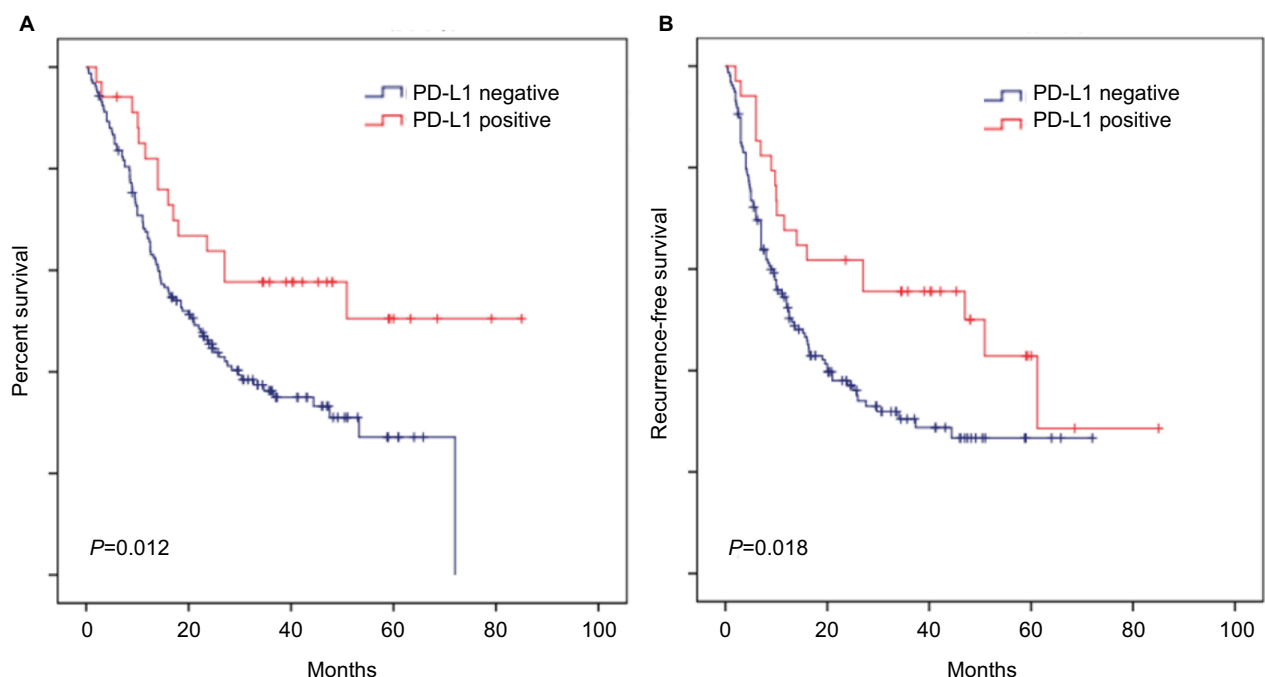 A
B
PD-L1 negative
PD-L1 positive
PD-L1 negative
PD-L1 positive
Percent survival
Recurrence-free survival
P=0.012
P=0.018
0 20 40 60 80 100
0 20 40 60 80 100
Months
Months